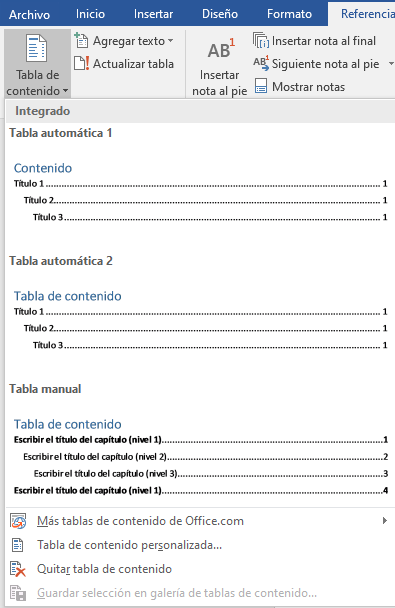 Archivo Inicio Insertar Diseño Formato Referencia
Tabla de contenido
Agregar texto
Actualizar tabla
AB1
Insertar nota al pie
Insertar nota al final
AB1 Siguiente nota al pie
Mostrar notas
Integrado
Tabla automática 1
Contenido
Título 1 ........ 1
Título 2 ........ 1
Título 3 ........ 1
Tabla automática 2
Tabla de contenido
Título 1 ........ 1
Título 2 ........ 1
Título 3 ........ 1
Tabla manual
Tabla de contenido
Escribir el título del capítulo (nivel 1) ........ 1
Escribir el título del capítulo (nivel 2) ........ 2
Escribir el título del capítulo (nivel 3) ........ 3
Escribir el título del capítulo (nivel 1) ........ 4
Más tablas de contenido de Office.com
Tabla de contenido personalizada...
Quitar tabla de contenido
Guardar selección en galería de tablas de contenido...